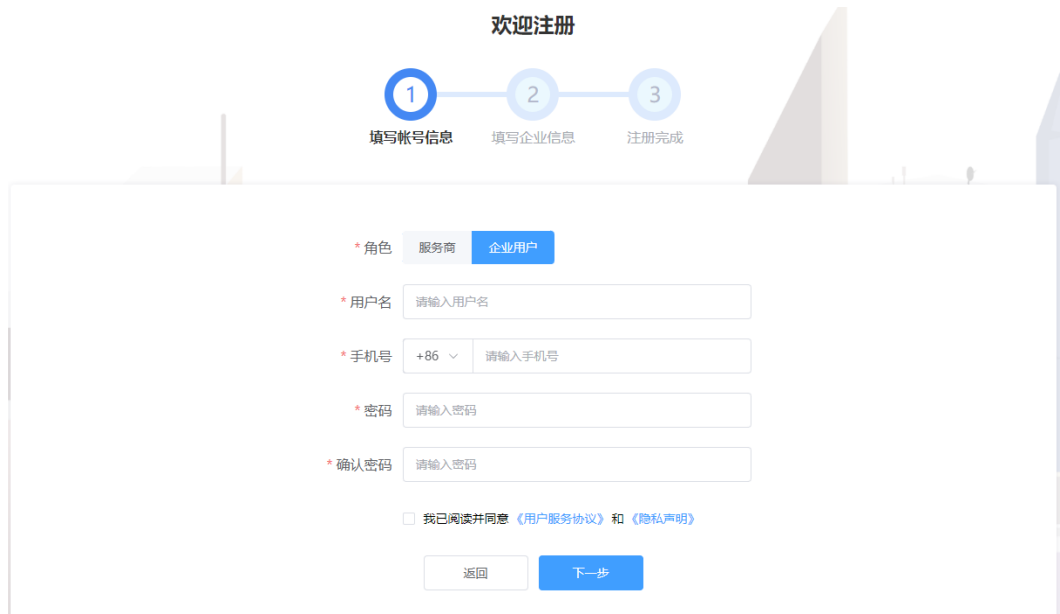 欢迎注册
1 2 3
填写帐号信息 填写企业信息 注册完成
* 角色 服务商 企业用户
* 用户名 请输入用户名
* 手机号 +86 请输入手机号
* 密码 请输入密码
* 确认密码 请输入密码
我已阅读并同意《用户服务协议》和《隐私声明》
返回 下一步